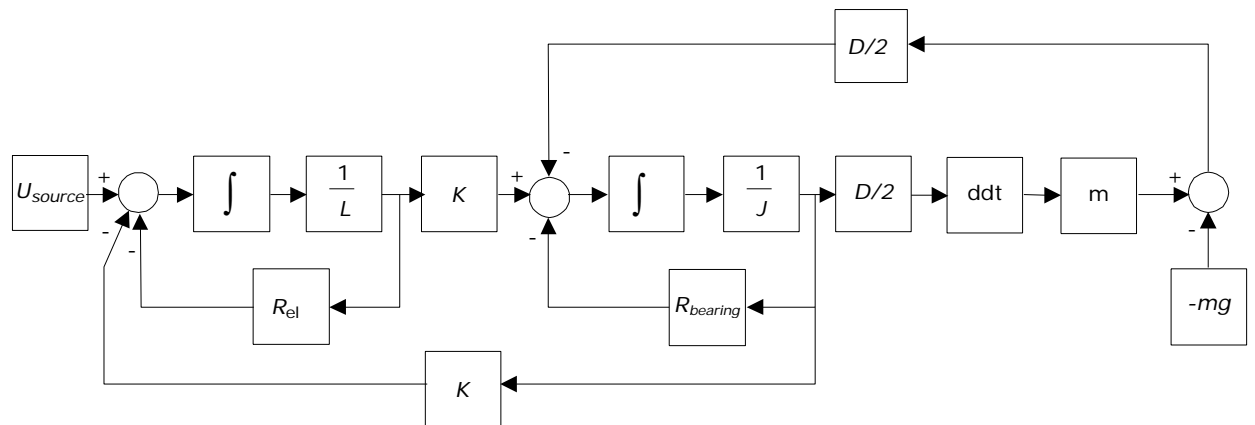 D/2
-
U_source
+
∫
1
L
K
+
∫
1
J
D/2
ddt
m
+
-
-
-
-
R_el
R_bearing
-mg
K